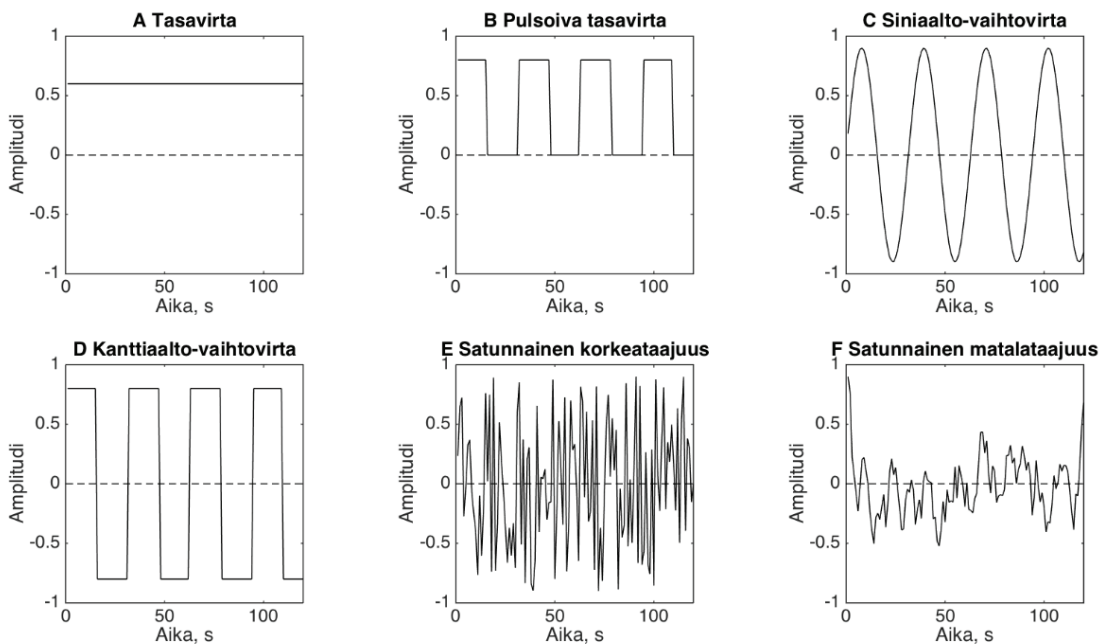 A Tasavirta
1
0.5
0
-0.5
-1
Amplitudi
0
50
100
Aika, s
B Pulsoiva tasavirta
1
0.5
0
-0.5
-1
Amplitudi
0
50
100
Aika, s
C Siniaalto-vaihtovirta
1
0.5
0
-0.5
-1
Amplitudi
0
50
100
Aika, s
D Kanttiaalto-vaihtovirta
1
0.5
0
-0.5
-1
Amplitudi
0
50
100
Aika, s
E Satunnainen korkeataajuus
1
0.5
0
-0.5
-1
Amplitudi
0
50
100
Aika, s
F Satunnainen matalataajuus
1
0.5
0
-0.5
-1
Amplitudi
0
50
100
Aika, s